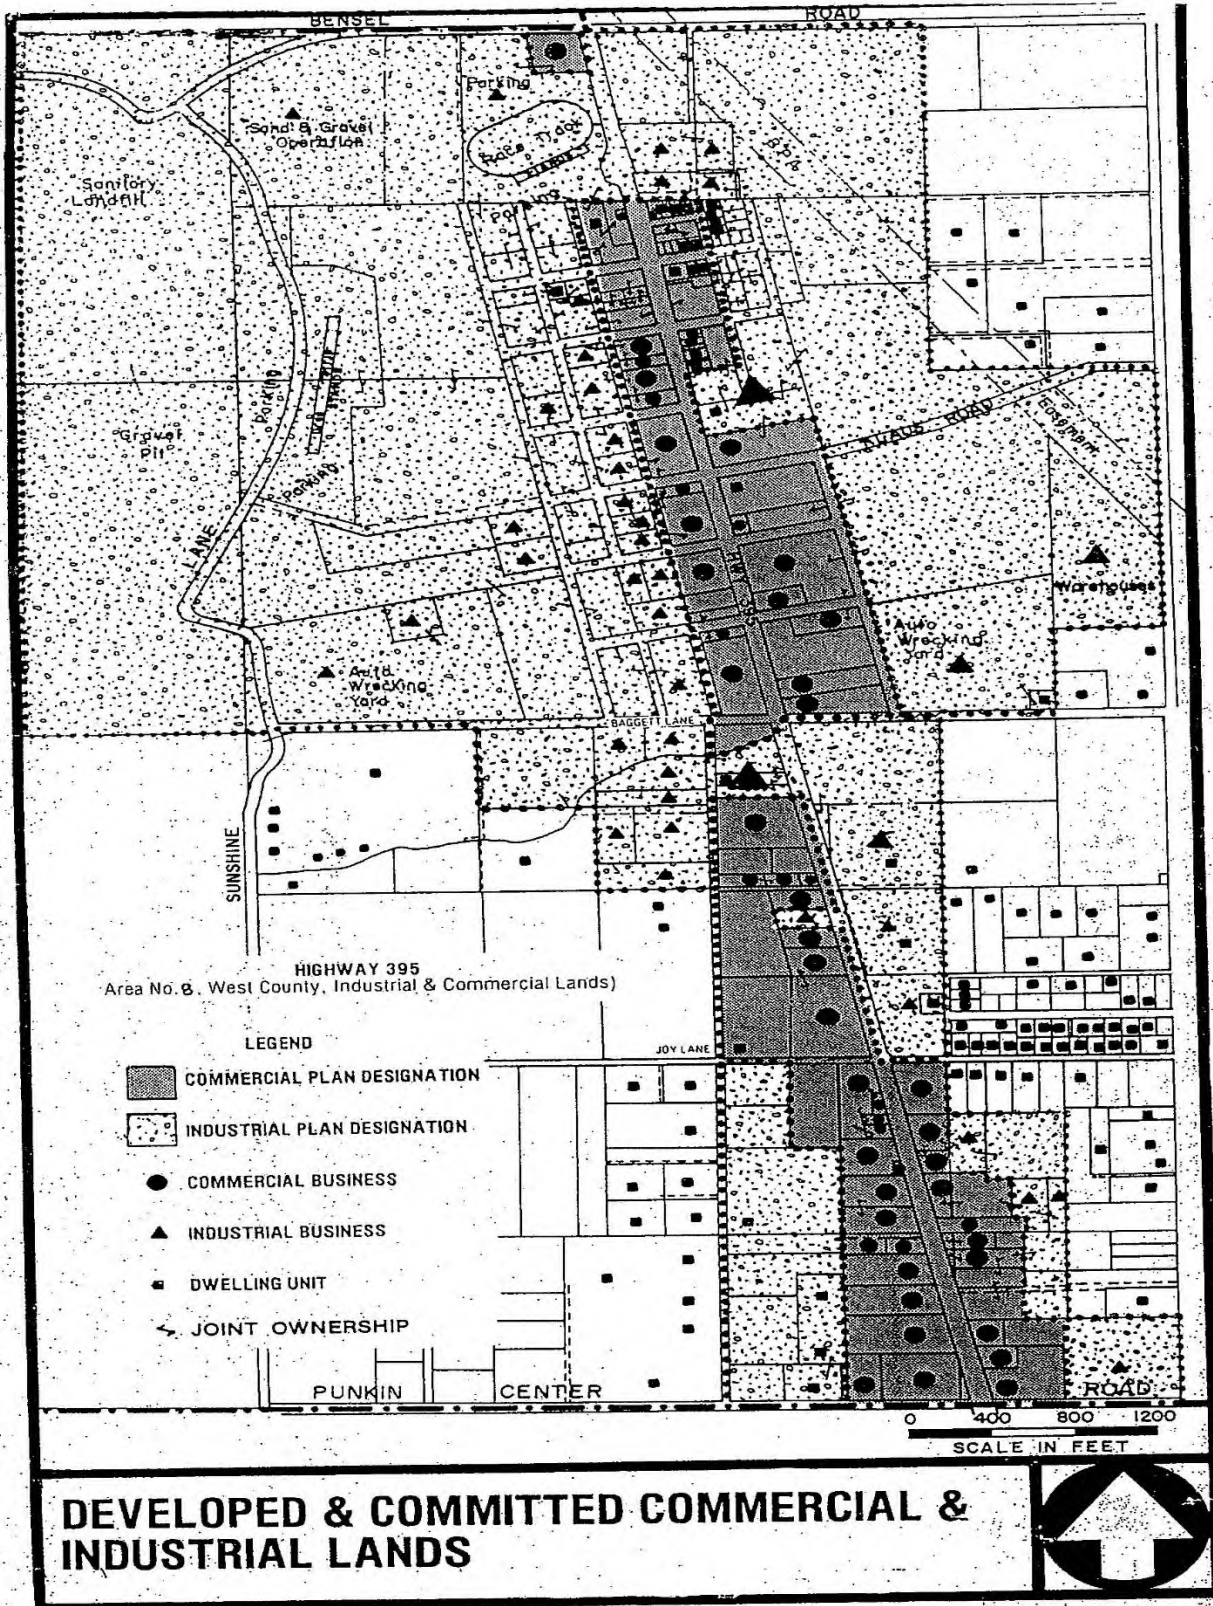 BENSEL ROAD
Parking
Sand & Gravel
Operation
Race Track
Sanitary
Landfill
Parking
B.P.A.
Parking
Gravel
Pit
Parking
ROAD
Easement
LANE
HWY 395
Warehouses
Auto
Wrecking
Yard
Auto
Wrecking
Yard
BAGGETT LANE
SUNSHINE
HIGHWAY 395
Area No.8, West County, Industrial & Commercial Lands)
JOY LANE
LEGEND
COMMERCIAL PLAN DESIGNATION
INDUSTRIAL PLAN DESIGNATION
COMMERCIAL BUSINESS
INDUSTRIAL BUSINESS
DWELLING UNIT
JOINT OWNERSHIP
PUNKIN CENTER ROAD
0 400 800 1200
SCALE IN FEET
DEVELOPED & COMMITTED COMMERCIAL &
INDUSTRIAL LANDS